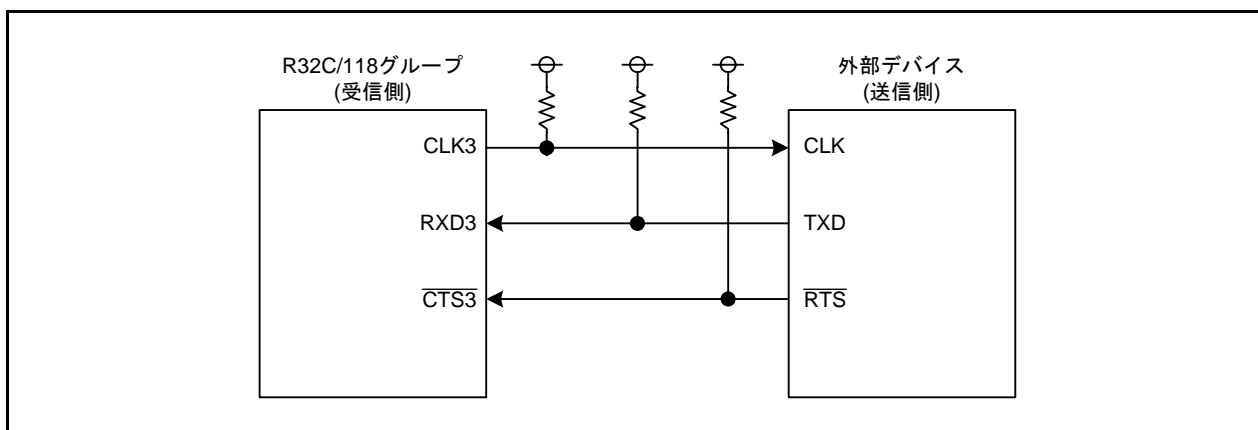 R32C/118グループ
(受信側)
外部デバイス
(送信側)
CLK3
CLK
RXD3
TXD
CTS3
RTS